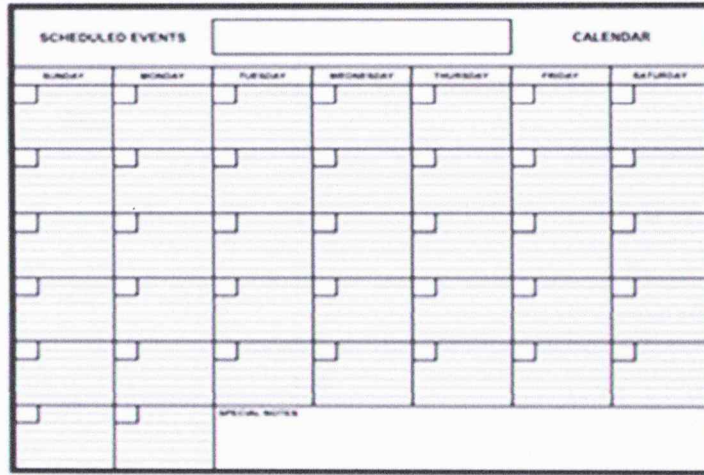 SCHEDULED EVENTS CALENDAR
SUNDAY MONDAY TUESDAY WEDNESDAY THURSDAY FRIDAY SATURDAY
SPECIAL NOTES